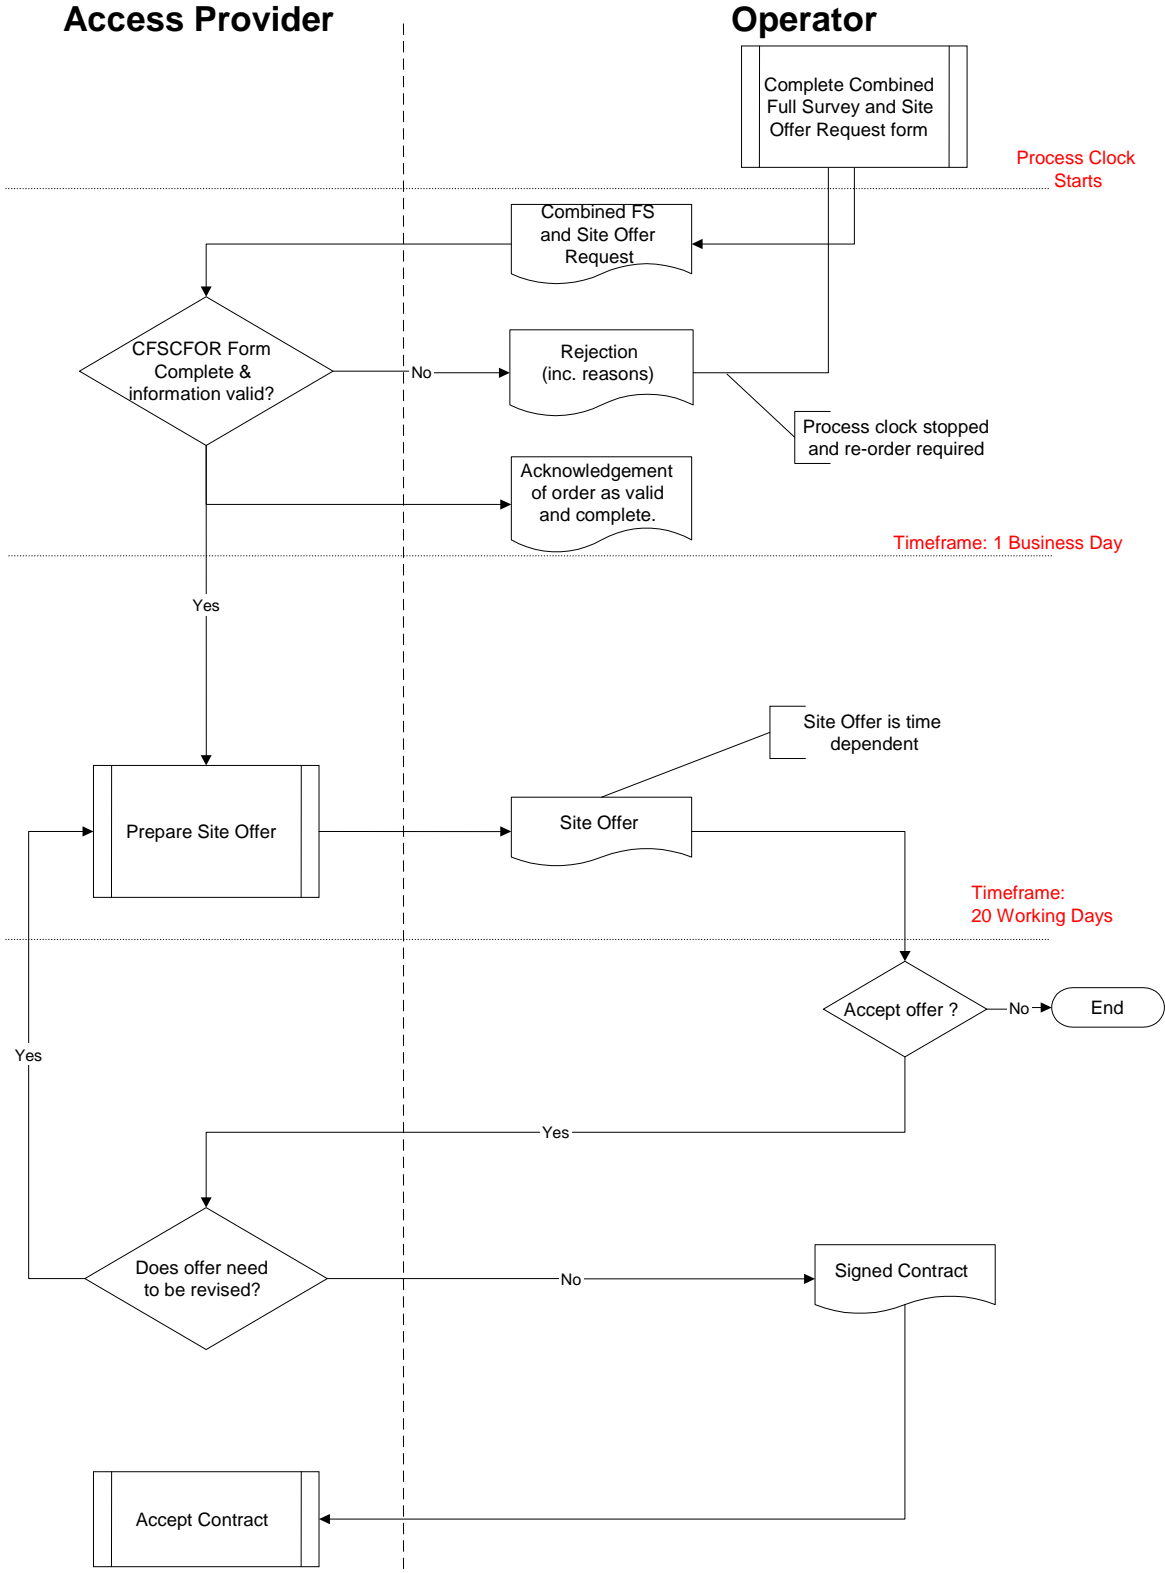 Access Provider
Operator
Complete Combined
Full Survey and Site
Offer Request form
Process Clock
Starts
Combined FS
and Site Offer
Request
CFSCFOR Form
Complete &
information valid?
No
Rejection
(inc. reasons)
Process clock stopped
and re-order required
Acknowledgement
of order as valid
and complete.
Timeframe: 1 Business Day
Yes
Site Offer is time
dependent
Prepare Site Offer
Site Offer
Timeframe:
20 Working Days
Accept offer ?
No
End
Yes
Yes
Does offer need
to be revised?
No
Signed Contract
Accept Contract